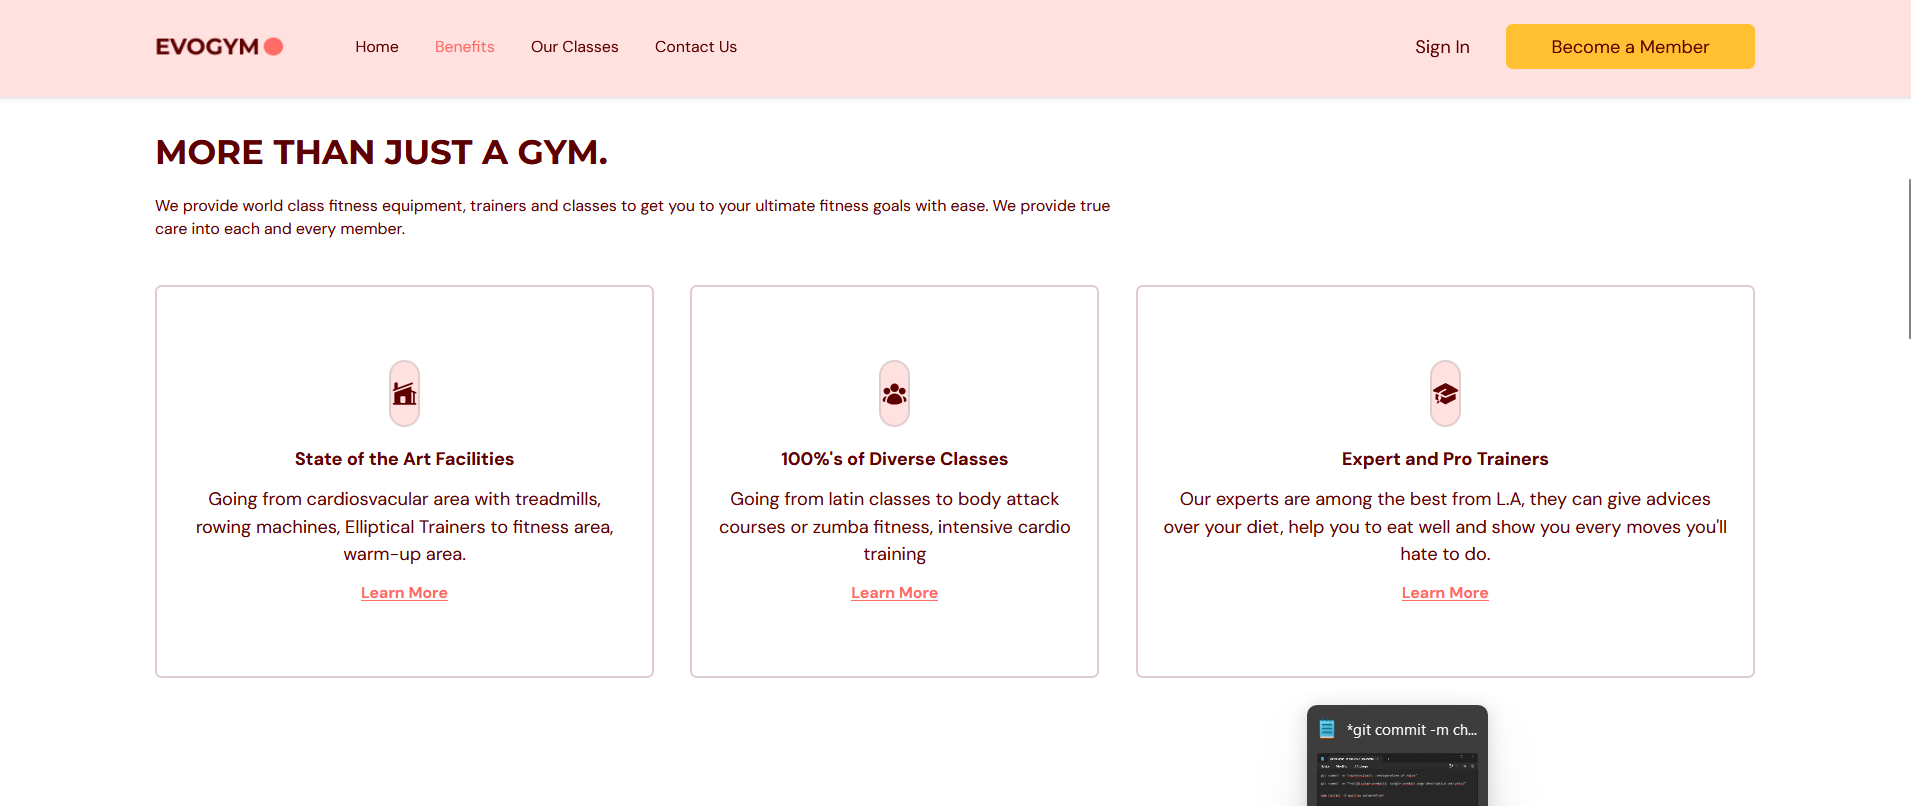 EVOGYM
Home
Benefits
Our Classes
Contact Us
Sign In
Become a Member
MORE THAN JUST A GYM.
We provide world class fitness equipment, trainers and classes to get you to your ultimate fitness goals with ease. We provide true
care into each and every member.
State of the Art Facilities
Going from cardiosvacular area with treadmills,
rowing machines, Elliptical Trainers to fitness area,
warm-up area.
Learn More
100%'s of Diverse Classes
Going from latin classes to body attack
courses or zumba fitness, intensive cardio
training
Learn More
Expert and Pro Trainers
Our experts are among the best from L.A, they can give advices
over your diet, help you to eat well and show you every moves you'll
hate to do.
Learn More
*git commit -m ch...